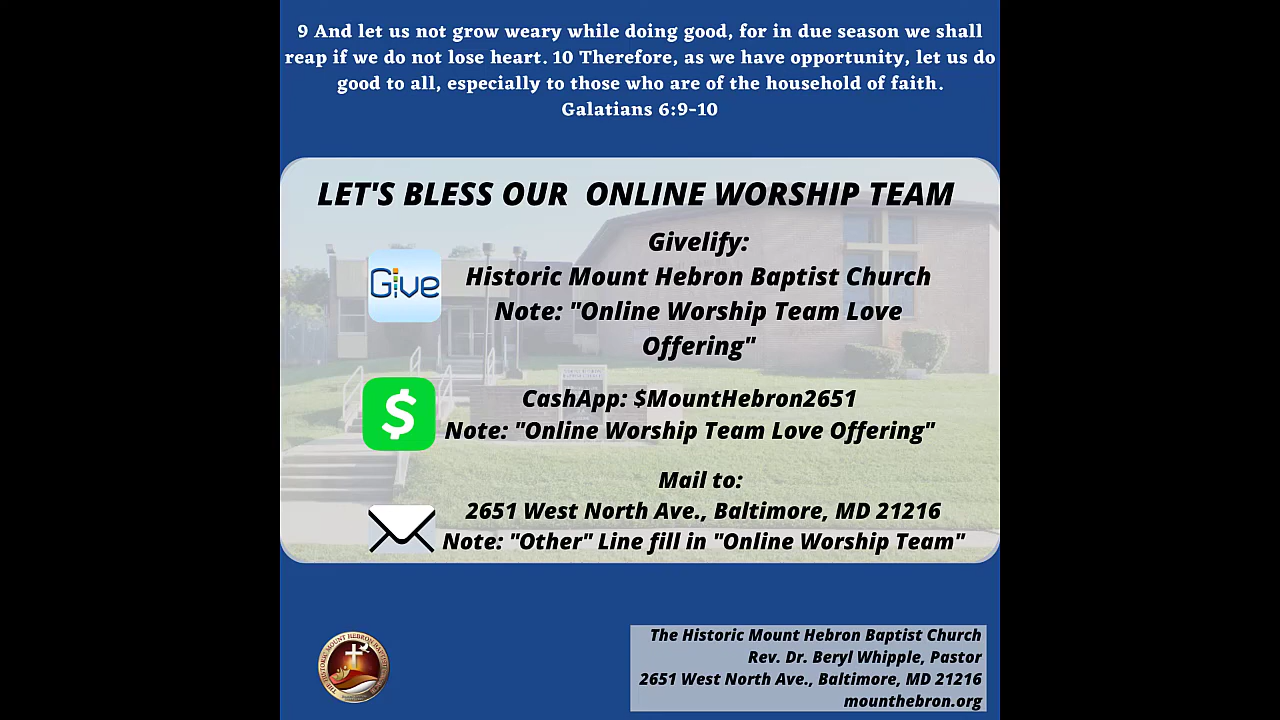 9 And let us not grow weary while doing good, for in due season we shall
reap if we do not lose heart. 10 Therefore, as we have opportunity, let us do
good to all, especially to those who are of the household of faith.
Galatians 6:9-10
LET'S BLESS OUR ONLINE WORSHIP TEAM
Give
Givelify:
Historic Mount Hebron Baptist Church
Note: "Online Worship Team Love
Offering"
$
CashApp: $MountHebron2651
Note: "Online Worship Team Love Offering"
Mail to:
2651 West North Ave., Baltimore, MD 21216
Note: "Other" Line fill in "Online Worship Team"
THE HISTORIC MOUNT HEBRON BAPTIST
The Historic Mount Hebron Baptist Church
Rev. Dr. Beryl Whipple, Pastor
2651 West North Ave., Baltimore, MD 21216
mounthebron.org